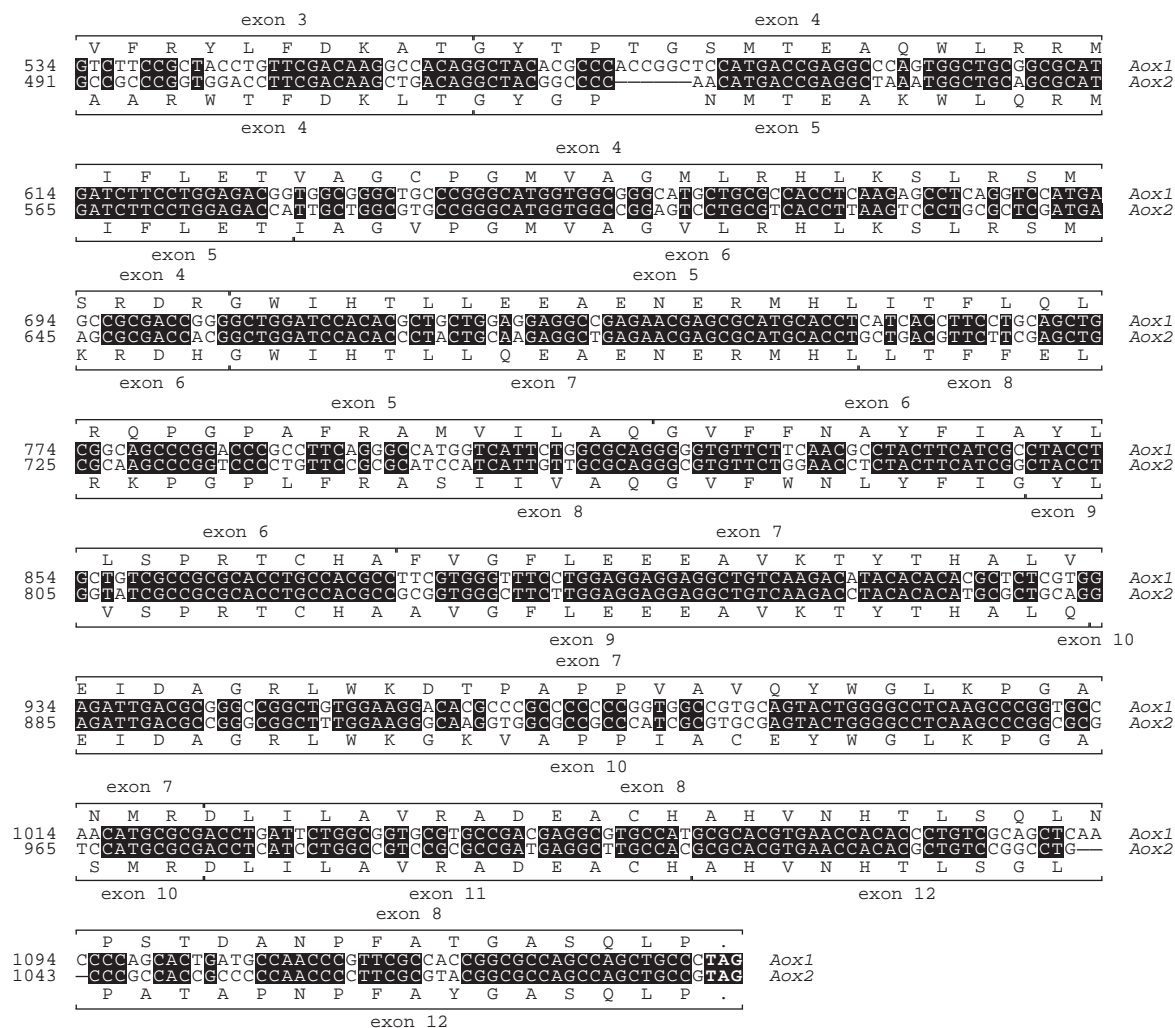 exon 3 exon 4
V F R Y L F D K A T G Y T P T G S M T E A Q W L R R M
534 GTCTTCCGCTACCTGTTCGACAAGGCCACAGGCTACACGCCCACCGGCTCCATGACCGAGGCCCAGTGGCTGCGGCGCAT Aox1
491 GCCGCCCGGTGGACCTTCGACAAGCTGACAGGCTACGGCCCC——————AACATGACCGAGGCTAAATGGCTGCAGCGCAT Aox2
A A R W T F D K L T G Y G P N M T E A K W L Q R M
exon 4 exon 5
exon 4
I F L E T V A G C P G M V A G M L R H L K S L R S M
614 GATCTTCCTGGAGACGGTGGCGGGCTGCCCGGGCATGGTGGCGGGCATGCTGCGCCACCTCAAGAGCCTCAGGTCCATGA Aox1
565 GATCTTCCTGGAGACCATTGCTGGCGTGCCGGGCATGGTGGCCGGAGTCCTGCGTCACCTTAAGTCCCTGCGCTCGATGA Aox2
I F L E T I A G V P G M V A G V L R H L K S L R S M
exon 5 exon 6
exon 4 exon 5
S R D R G W I H T L L E E A E N E R M H L I T F L Q L
694 GCCGCGACCGGGGCTGGATCCACACGCTGCTGGAGGAGGCCGAGAACGAGCGCATGCACCTCATCACCTTCCTGCAGCTG Aox1
645 AGCGCGACCACGGCTGGATCCACACCCTACTGCAAGAGGCTGAGAACGAGCGCATGCACCTGCTGACGTTCTTCGAGCTG Aox2
K R D H G W I H T L L Q E A E N E R M H L L T F F E L
exon 6 exon 7 exon 8
exon 5 exon 6
R Q P G P A F R A M V I L A Q G V F F N A Y F I A Y L
774 CGGCAGCCCGGACCCGCCTTCAGGGCCATGGTCATTCTGGCGCAGGGGGTGTTCTTCAACGCCTACTTCATCGCCTACCT Aox1
725 CGCAAGCCCGGTCCCCTGTTCCGCGCATCCATCATTGTTGCGCAGGGCGTGTTCTGGAACCTCTACTTCATCGGCTACCT Aox2
R K P G P L F R A S I I V A Q G V F W N L Y F I G Y L
exon 8 exon 9
exon 6 exon 7
L S P R T C H A F V G F L E E E A V K T Y T H A L V
854 GCTGTCGCCGCGCACCTGCCACGCCTTCGTGGGTTTCCTGGAGGAGGAGGCTGTCAAGACATACACACACGCTCTCGTGG Aox1
805 GGTATCGCCGCGCACCTGCCACGCCGCGGTGGGCTTCTTGGAGGAGGAGGCTGTCAAGACCTACACACATGCGCTGCAGG Aox2
V S P R T C H A A V G F L E E E A V K T Y T H A L Q
exon 9 exon 10
exon 7
E I D A G R L W K D T P A P P V A V Q Y W G L K P G A
934 AGATTGACGCGGGCCGGCTGTGGAAGGACACGCCCGCCCCCCCGGTGGCCGTGCAGTACTGGGGCCTCAAGCCCGGTGCC Aox1
885 AGATTGACGCCGGGCGGCTTTGGAAGGGCAAGGTGGCGCCGCCCATCGCGTGCGAGTACTGGGGCCTCAAGCCCGGCGCG Aox2
E I D A G R L W K G K V A P P I A C E Y W G L K P G A
exon 10
exon 7 exon 8
N M R D L I L A V R A D E A C H A H V N H T L S Q L N
1014 AACATGCGCGACCTGATTCTGGCGGTGCGTGCCGACGAGGCGTGCCATGCGCACGTGAACCACACCCTGTCGCAGCTCAA Aox1
965 TCCATGCGCGACCTCATCCTGGCCGTCCGCGCCGATGAGGCTTGCCACGCGCACGTGAACCACACGCTGTCCGGCCTG—— Aox2
S M R D L I L A V R A D E A C H A H V N H T L S G L
exon 10 exon 11 exon 12
exon 8
P S T D A N P F A T G A S Q L P .
1094 CCCCAGCACTGATGCCAACCCGTTCGCCACCGGCGCCAGCCAGCTGCCCTAG Aox1
1043 —CCCGCCACCGCCCCCAACCCCTTCGCGTACGGCGCCAGCCAGCTGCCGTAG Aox2
P A T A P N P F A Y G A S Q L P .
exon 12